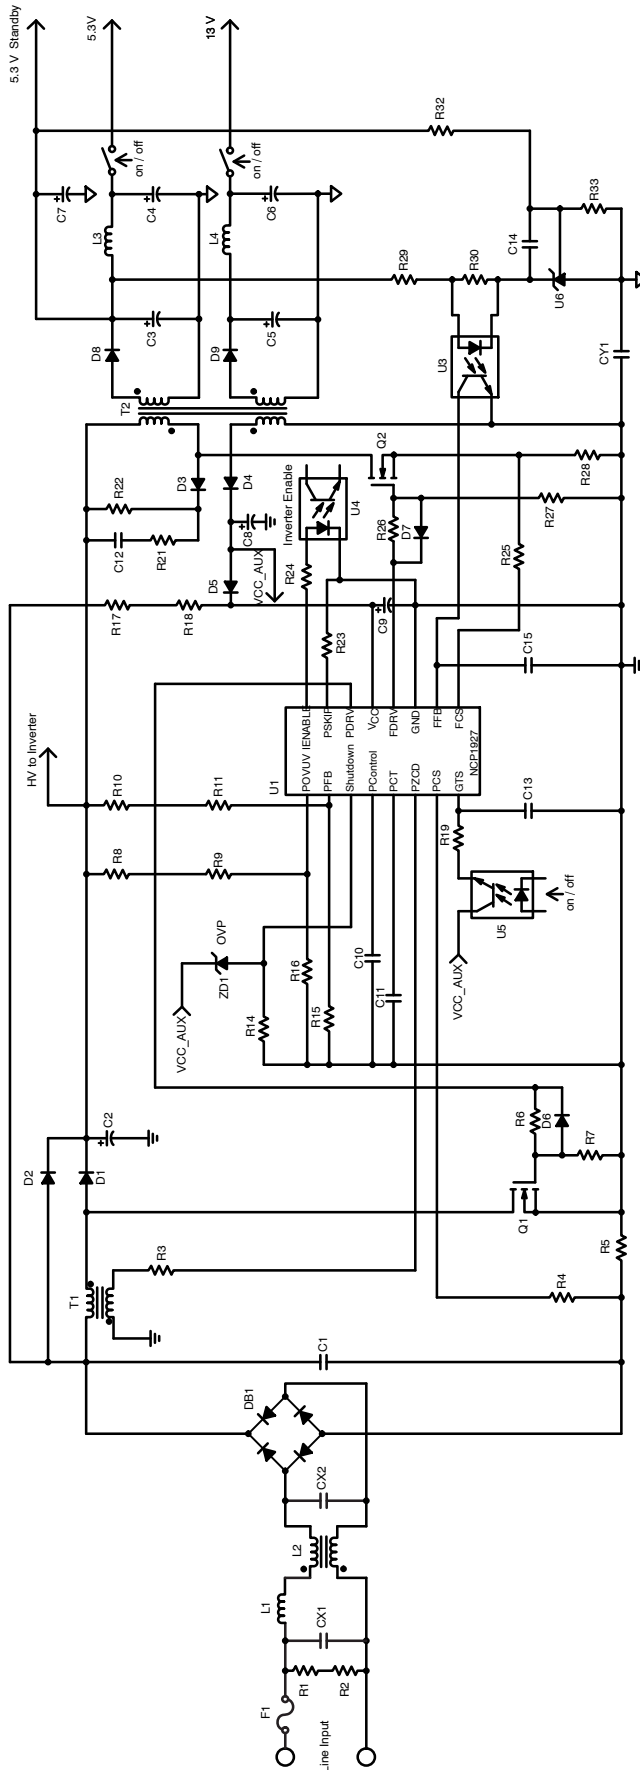 5.3 V Standby
5.3V
13 V
R32
on / off
on / off
C7
C4
C6
L3
L4
R33
C14
R29
R30
U6
C3
C5
D8
D9
U3
CY1
T2
Q2
R22
D3
D4
Inverter Enable
U4
R28
C12
R21
C8
R26
D7
R27
D5
VCC_AUX
R24
R25
R17
R18
R23
C9
C15
HV to Inverter
R10
R11
U1
POVUV
IENABLE
PFB
PSKIP
Shutdown
PDRV
PControl
VCC
PCT
FDRV
PZCD
GND
PCS
FFB
GTS
FCS
NCP1927
R8
R9
R19
C13
OVP
ZD1
VCC_AUX
R14
R16
R15
C10
C11
VCC_AUX
U5
on / off
D2
D1
C2
R6
D6
R7
Q1
T1
R3
R4
R5
C1
DB1
CX2
L2
L1
CX1
F1
R1
R2
Line Input